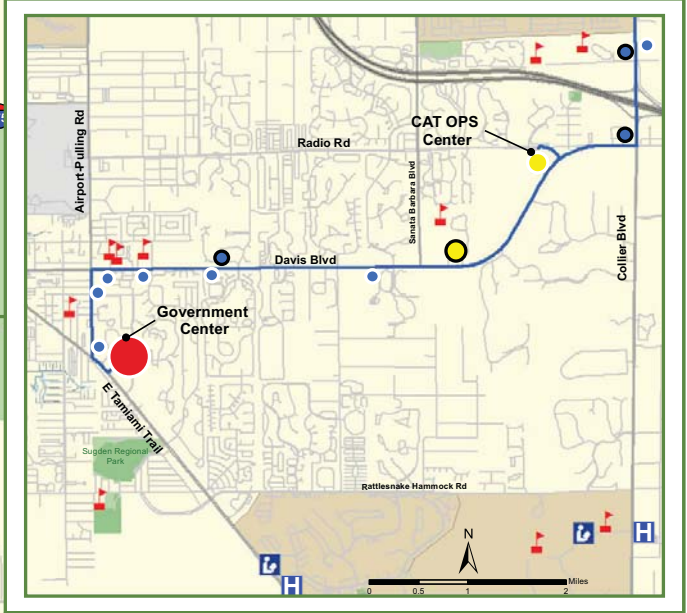 CAT OPS
Center
Radio Rd
Airport-Pulling Rd
Sanata Barbara Blvd
Collier Blvd
Davis Blvd
Government
Center
E Tamiami Trail
Sugden Regional
Park
Rattlesnake Hammock Rd
N
H
H
Miles
0 0.5 1 2